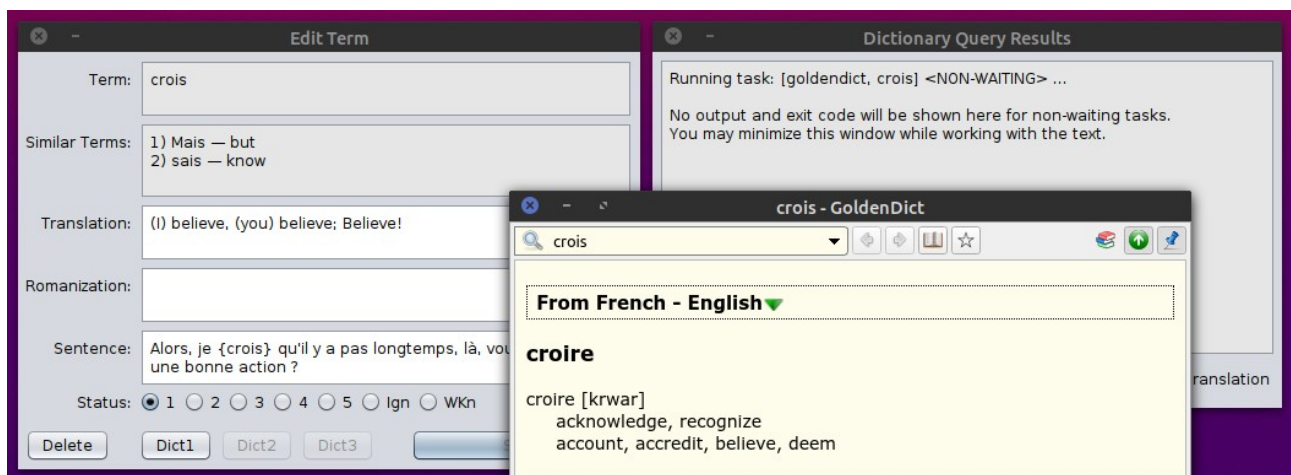 Edit Term
Term: crois
Similar Terms: 1) Mais — but
2) sais — know
Translation: (I) believe, (you) believe; Believe!
Romanization:
Sentence: Alors, je {crois} qu'il y a pas longtemps, là,
une bonne action ?
Status: 1 2 3 4 5 Ign WKn
Delete Dict1 Dict2 Dict3
Dictionary Query Results
Running task: [goldendict, crois] <NON-WAITING> ...
No output and exit code will be shown here for non-waiting tasks.
You may minimize this window while working with the text.
ranslation
crois - GoldenDict
crois
From French - English
croire
croire [krwar]
acknowledge, recognize
account, accredit, believe, deem